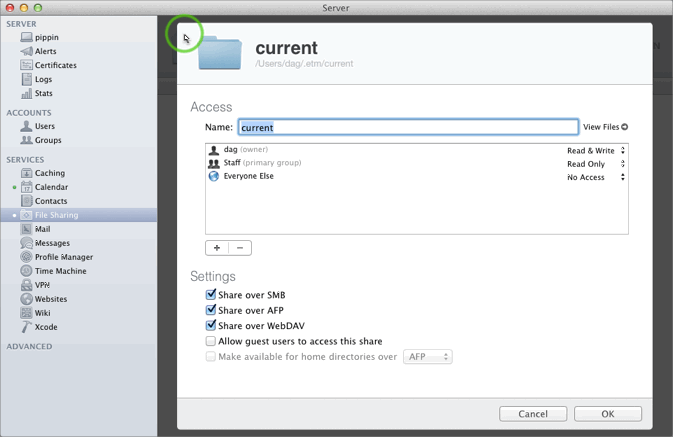 Server
SERVER
pippin
Alerts
Certificates
Logs
Stats
ACCOUNTS
Users
Groups
SERVICES
Caching
Calendar
Contacts
File Sharing
Mail
Messages
Profile Manager
Time Machine
VPN
Websites
Wiki
Xcode
ADVANCED
current
/Users/dag/.etm/current
Access
Name: current View Files
dag (owner) Read & Write
Staff (primary group) Read Only
Everyone Else No Access
+ −
Settings
Share over SMB
Share over AFP
Share over WebDAV
Allow guest users to access this share
Make available for home directories over AFP
Cancel OK